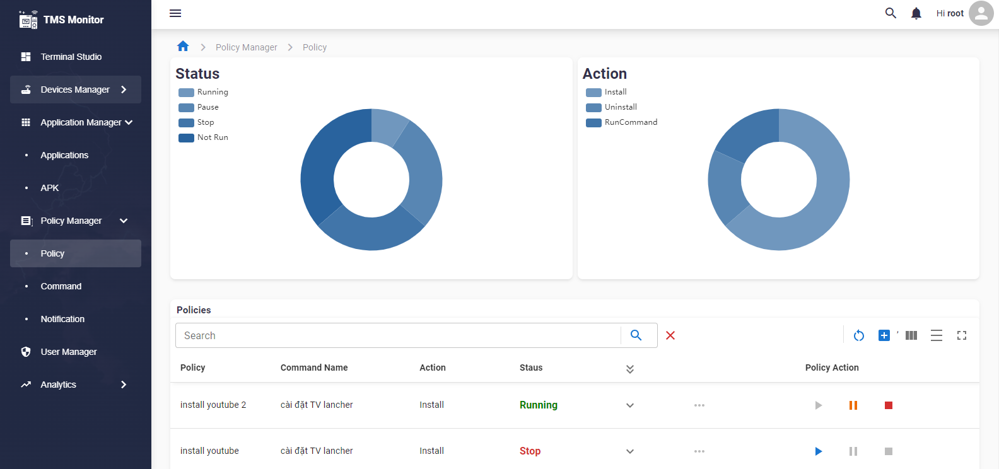 TMS Monitor
Hi root
Terminal Studio
Devices Manager
Application Manager
Applications
APK
Policy Manager
Policy
Command
Notification
User Manager
Analytics
Policy Manager
Policy
Status
Running
Pause
Stop
Not Run
Action
Install
Uninstall
RunCommand
Policies
Search
Policy Command Name Action Staus Policy Action
install youtube 2 cài đặt TV lancher Install Running
install youtube cài đặt TV lancher Install Stop